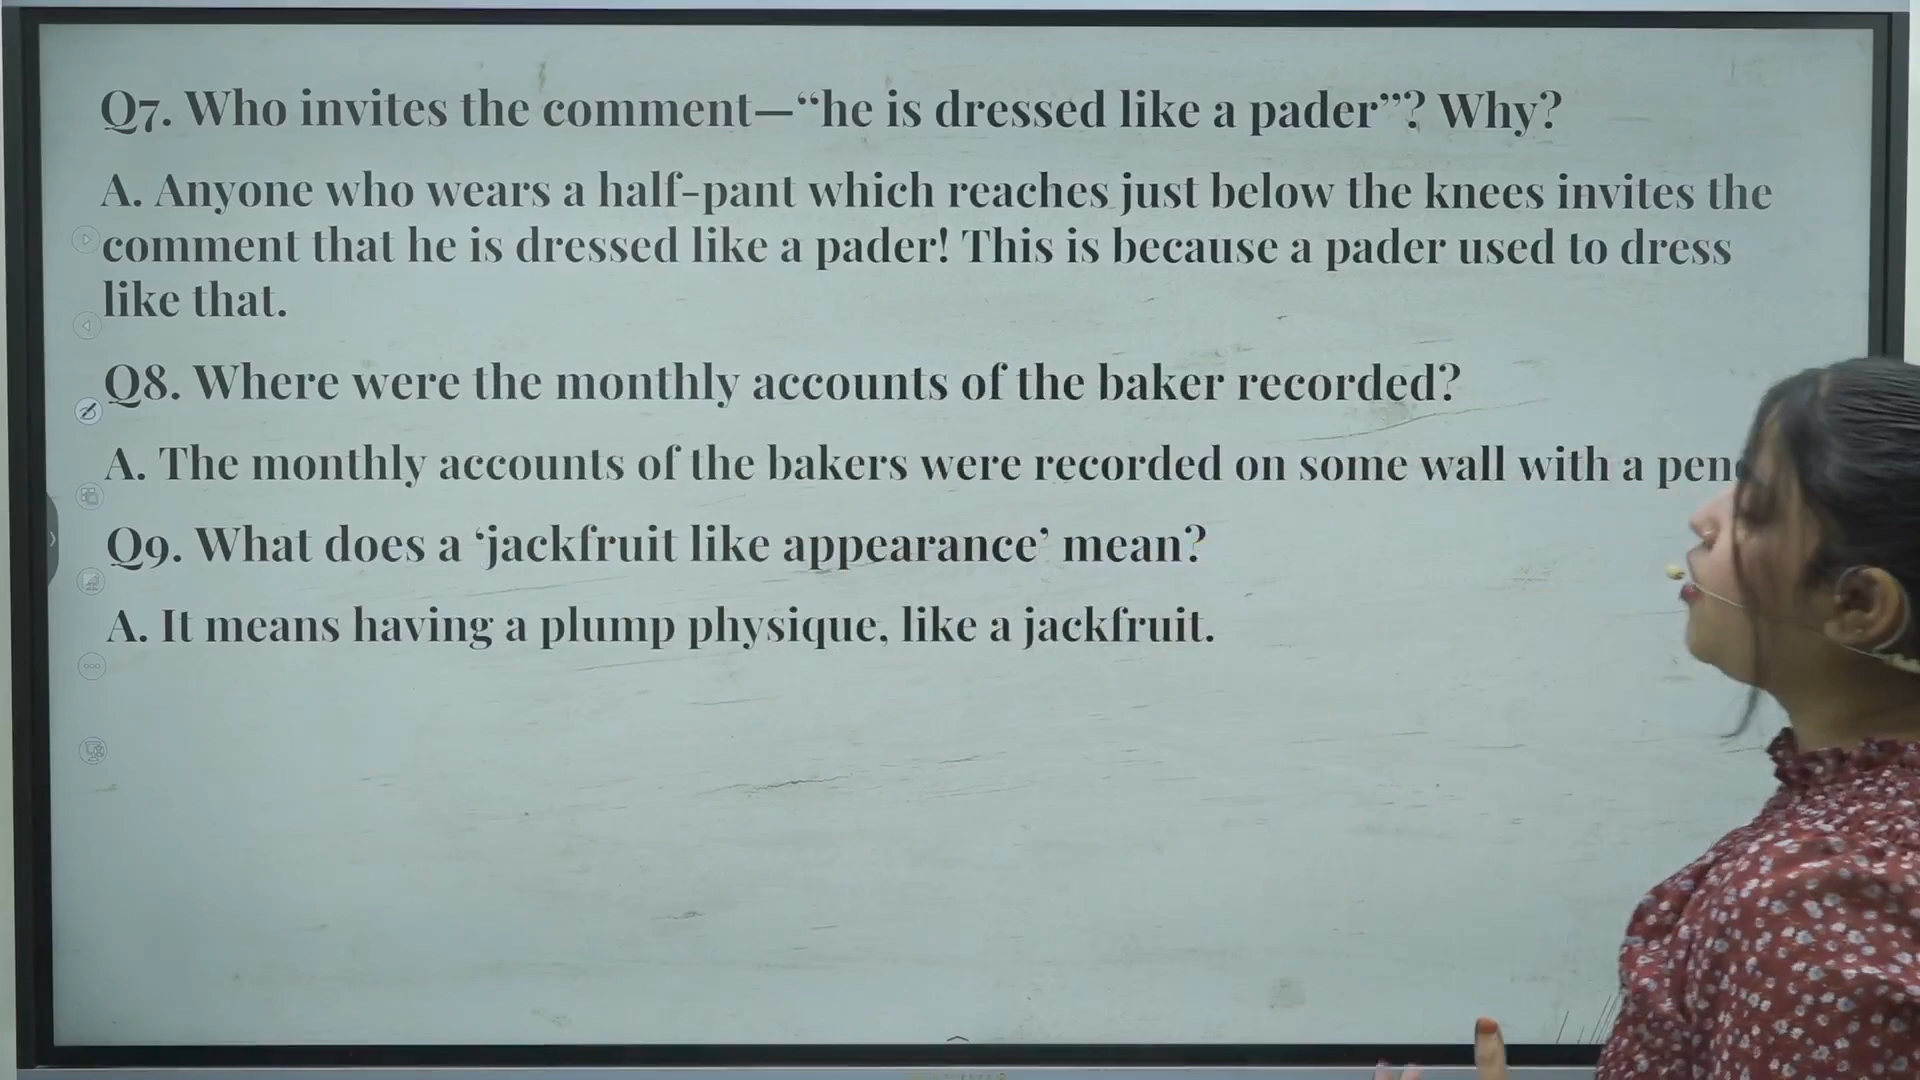 Q7. Who invites the comment—“he is dressed like a pader”? Why?
A. Anyone who wears a half-pant which reaches just below the knees invites the
comment that he is dressed like a pader! This is because a pader used to dress
like that.
Q8. Where were the monthly accounts of the baker recorded?
A. The monthly accounts of the bakers were recorded on some wall with a
Q9. What does a ‘jackfruit like appearance’ mean?
A. It means having a plump physique, like a jackfruit.